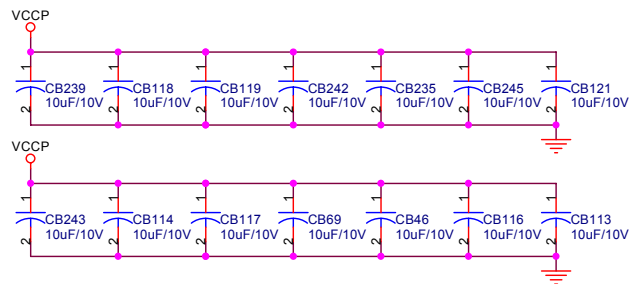 VCCP
1 1 1 1 1 1 1
CB239 CB118 CB119 CB242 CB235 CB245 CB121
10uF/10V 10uF/10V 10uF/10V 10uF/10V 10uF/10V 10uF/10V 10uF/10V
2 2 2 2 2 2 2
VCCP
1 1 1 1 1 1 1
CB243 CB114 CB117 CB69 CB46 CB116 CB113
10uF/10V 10uF/10V 10uF/10V 10uF/10V 10uF/10V 10uF/10V 10uF/10V
2 2 2 2 2 2 2